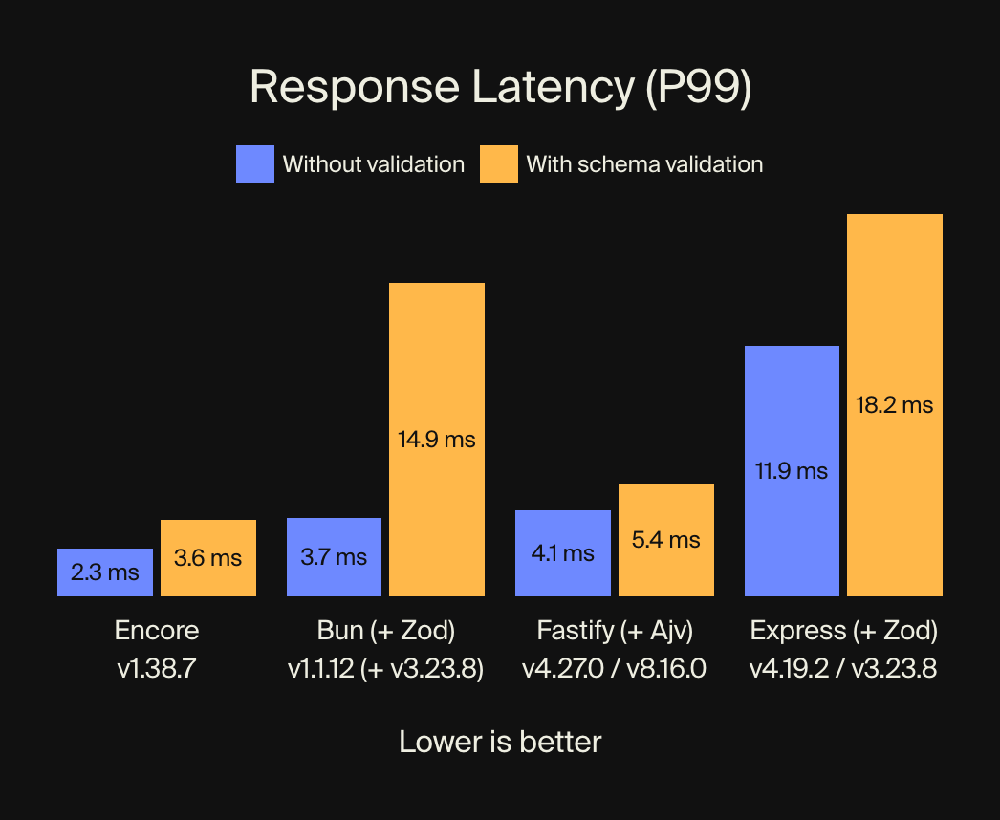 Response Latency (P99)
Without validation
With schema validation
2.3 ms
3.6 ms
3.7 ms
14.9 ms
4.1 ms
5.4 ms
11.9 ms
18.2 ms
Encore
v1.38.7
Bun (+ Zod)
v1.1.12 (+ v3.23.8)
Fastify (+ Ajv)
v4.27.0 / v8.16.0
Express (+ Zod)
v4.19.2 / v3.23.8
Lower is better